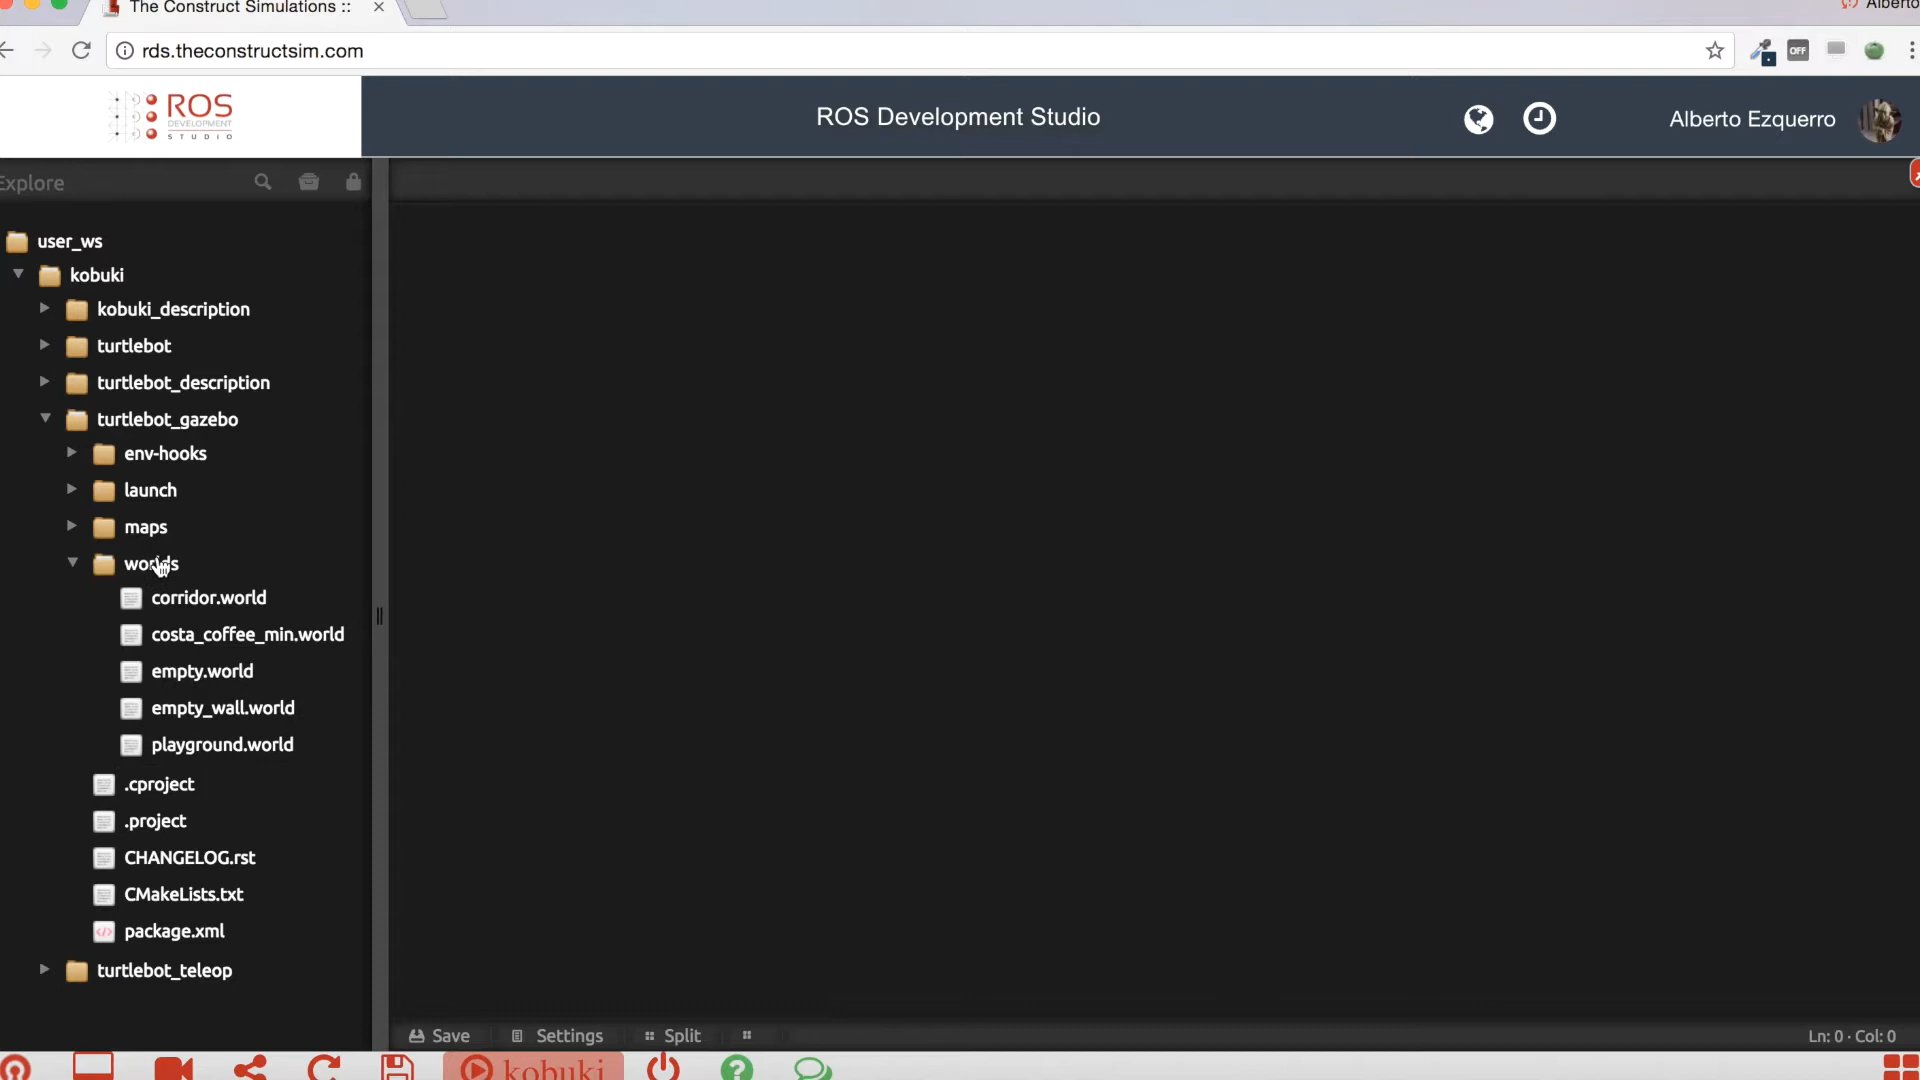 The Construct Simulations ::
Alberto
rds.theconstructsim.com
OFF
ROS
DEVELOPMENT
STUDIO
ROS Development Studio
Alberto Ezquerro
Explore
user_ws
kobuki
kobuki_description
turtlebot
turtlebot_description
turtlebot_gazebo
env-hooks
launch
maps
worlds
corridor.world
costa_coffee_min.world
empty.world
empty_wall.world
playground.world
.cproject
.project
CHANGELOG.rst
CMakeLists.txt
package.xml
turtlebot_teleop
Save Settings Split Ln: 0 · Col: 0
kobuki